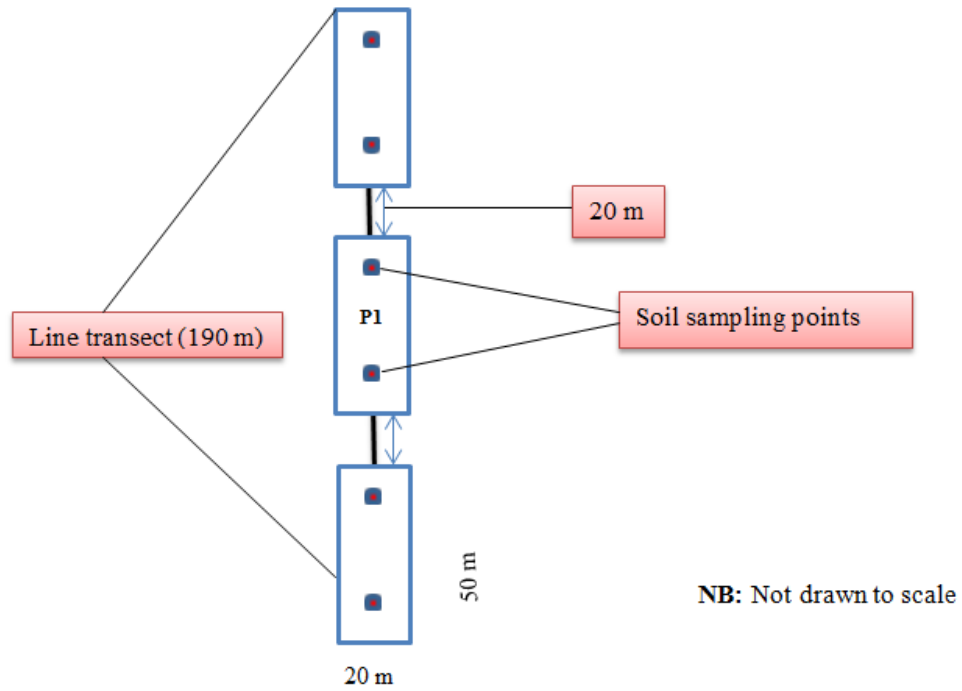 20 m
P1
Soil sampling points
Line transect (190 m)
50 m
NB: Not drawn to scale
20 m